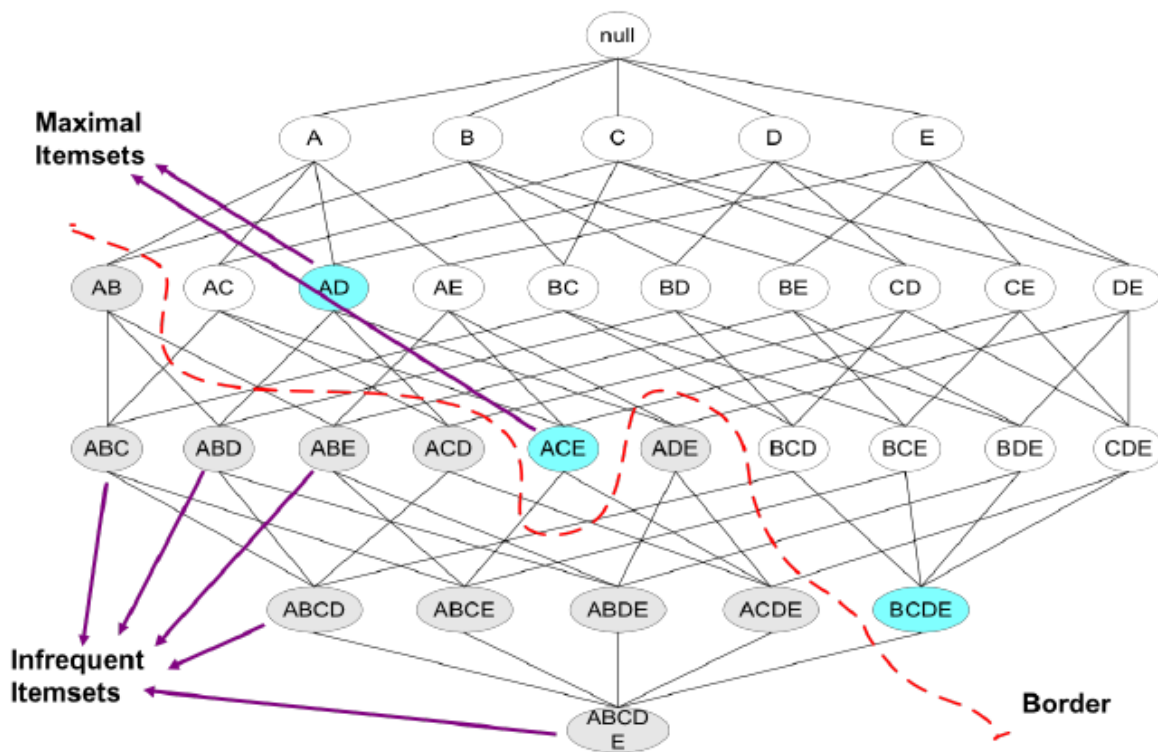 null
Maximal
Itemsets
A
B
C
D
E
AB
AC
AD
AE
BC
BD
BE
CD
CE
DE
ABC
ABD
ABE
ACD
ACE
ADE
BCD
BCE
BDE
CDE
ABCD
ABCE
ABDE
ACDE
BCDE
Infrequent
Itemsets
ABCD
E
Border